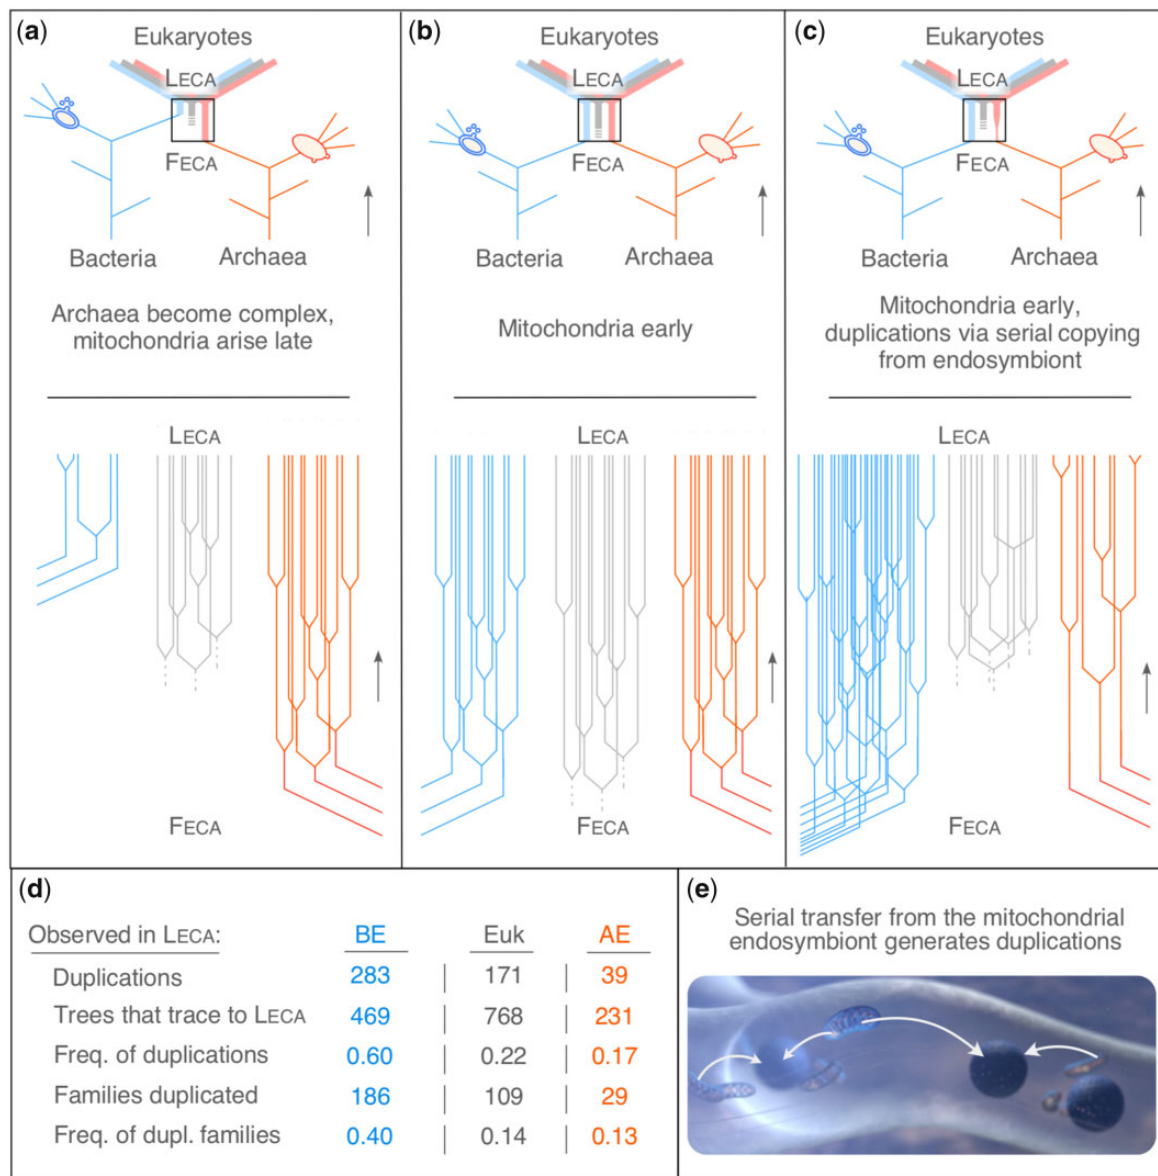 (a)
Eukaryotes
LECA
FECA
Bacteria
Archaea
Archaea become complex,
mitochondria arise late
LECA
FECA
(b)
Eukaryotes
LECA
FECA
Bacteria
Archaea
Mitochondria early
LECA
FECA
(c)
Eukaryotes
LECA
FECA
Bacteria
Archaea
Mitochondria early,
duplications via serial copying
from endosymbiont
LECA
FECA
(d)
Observed in LECA: BE Euk AE
Duplications 283 | 171 | 39
Trees that trace to LECA 469 | 768 | 231
Freq. of duplications 0.60 | 0.22 | 0.17
Families duplicated 186 | 109 | 29
Freq. of dupl. families 0.40 | 0.14 | 0.13
(e)
Serial transfer from the mitochondrial
endosymbiont generates duplications